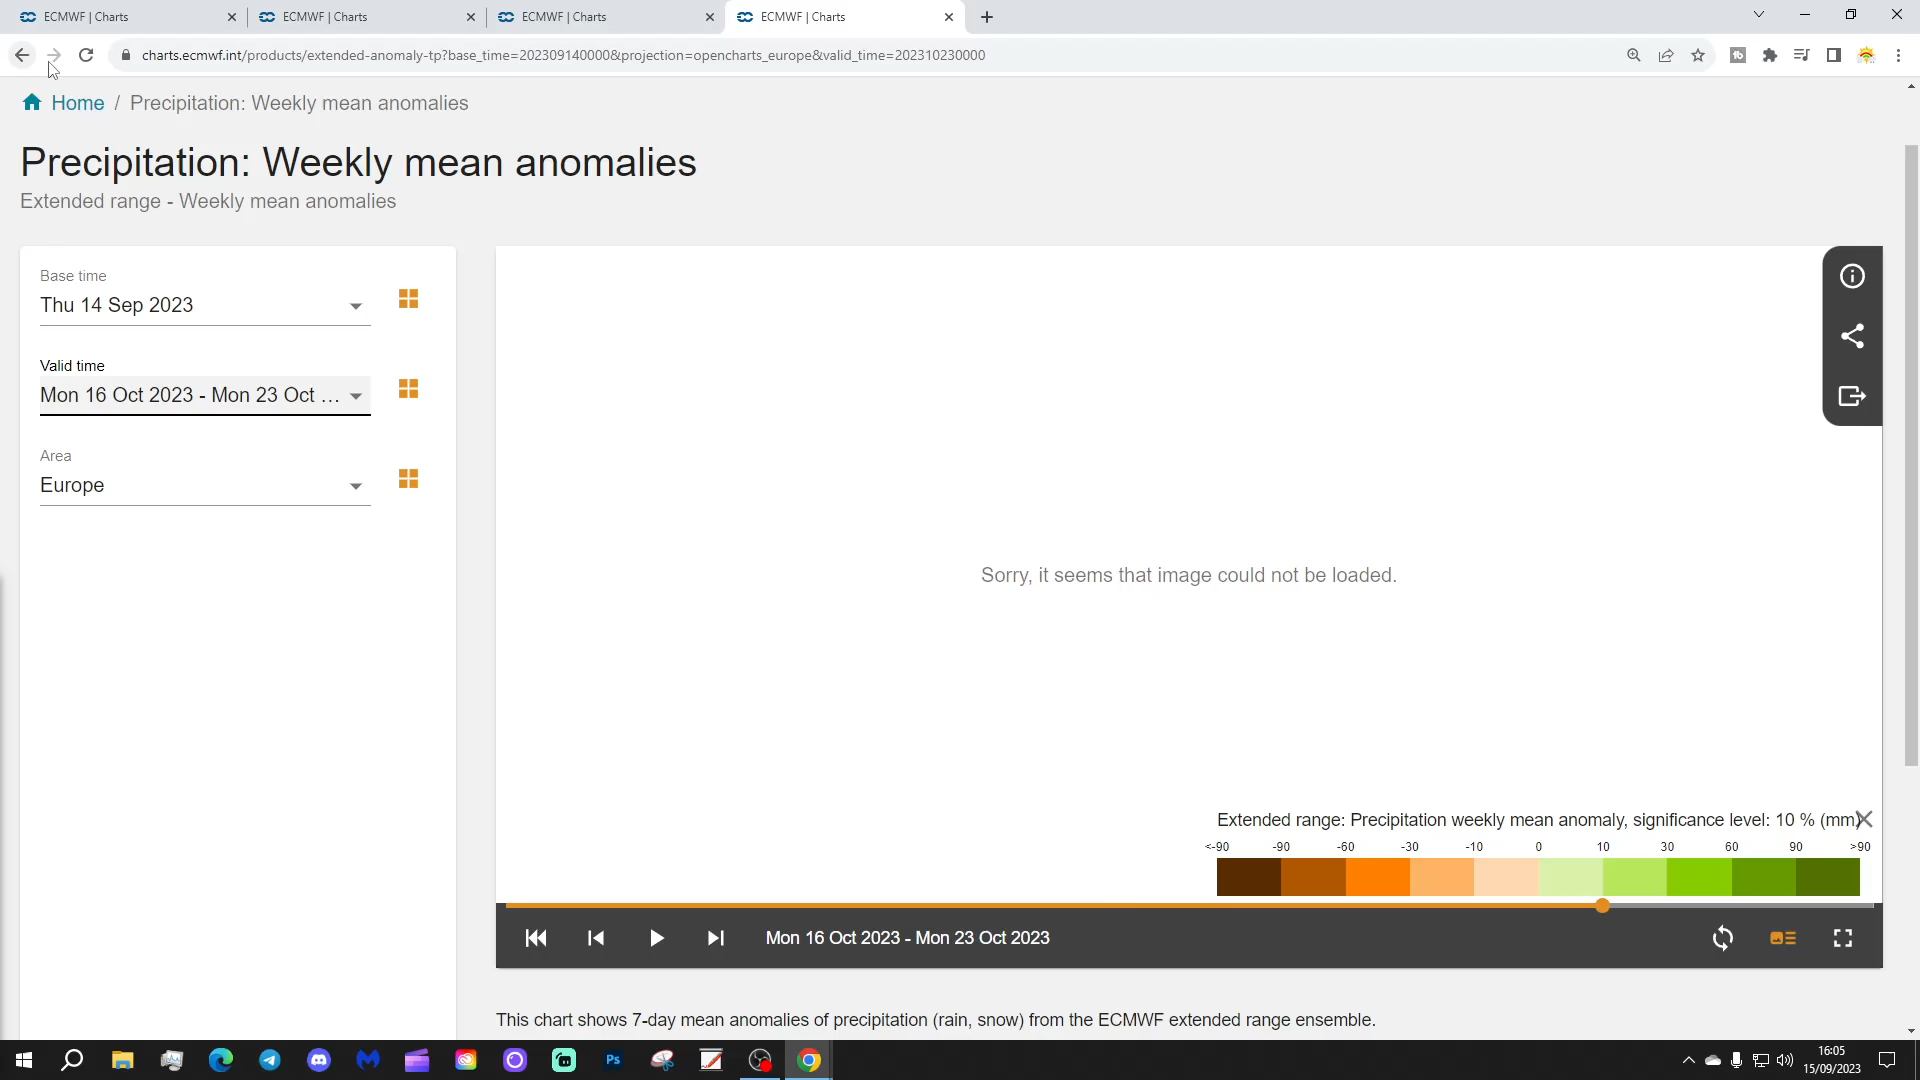 ECMWF | Charts
ECMWF | Charts
ECMWF | Charts
ECMWF | Charts
charts.ecmwf.int/products/extended-anomaly-tp?base_time=202309140000&projection=opencharts_europe&valid_time=202310230000
Home / Precipitation: Weekly mean anomalies
Precipitation: Weekly mean anomalies
Extended range - Weekly mean anomalies
Base time
Thu 14 Sep 2023
Valid time
Mon 16 Oct 2023 - Mon 23 Oct ...
Area
Europe
Sorry, it seems that image could not be loaded.
Extended range: Precipitation weekly mean anomaly, significance level: 10 % (mm)
<-90 -90 -60 -30 -10 0 10 30 60 90 >90
Mon 16 Oct 2023 - Mon 23 Oct 2023
This chart shows 7-day mean anomalies of precipitation (rain, snow) from the ECMWF extended range ensemble.
Ps
16:05
15/09/2023